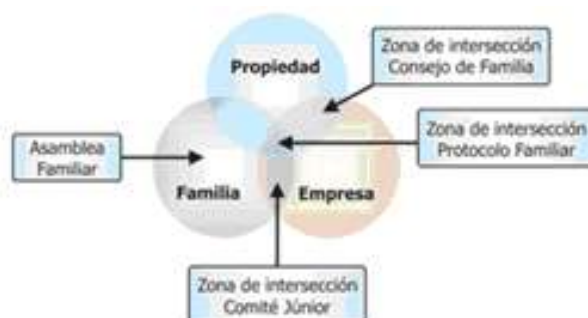 Propiedad
Zona de intersección
Consejo de Familia
Zona de intersección
Protocolo Familiar
Asamblea
Familiar
Familia
Empresa
Zona de intersección
Comité Júnior